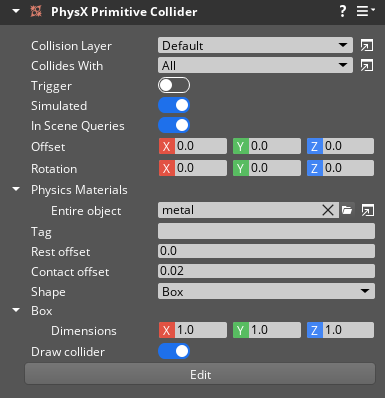 PhysX Primitive Collider ?
Collision Layer Default
Collides With All
Trigger
Simulated
In Scene Queries
Offset X 0.0 Y 0.0 Z 0.0
Rotation X 0.0 Y 0.0 Z 0.0
Physics Materials
Entire object metal
Tag
Rest offset 0.0
Contact offset 0.02
Shape Box
Box
Dimensions X 1.0 Y 1.0 Z 1.0
Draw collider
Edit